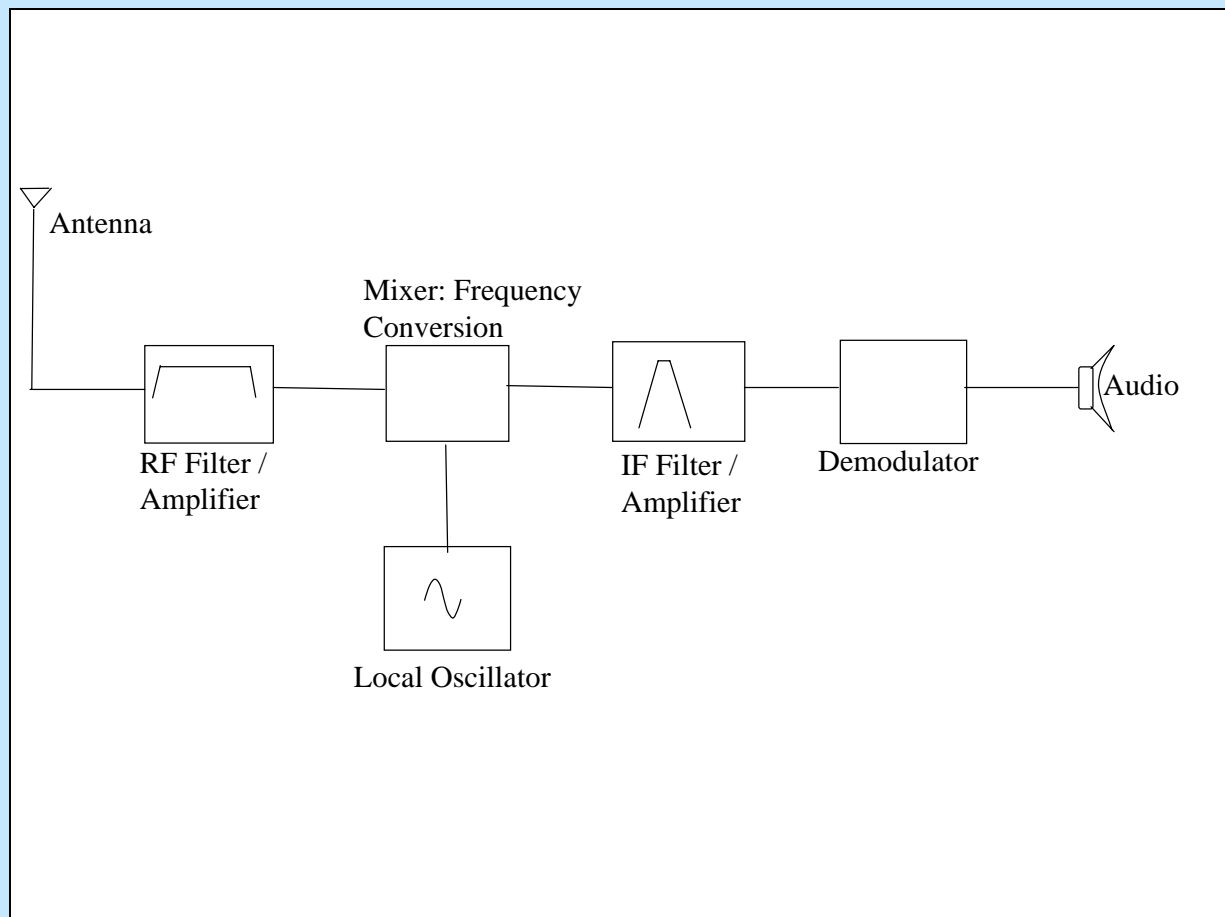 Antenna
Mixer: Frequency
Conversion
RF Filter /
Amplifier
IF Filter /
Amplifier
Demodulator
Audio
Local Oscillator